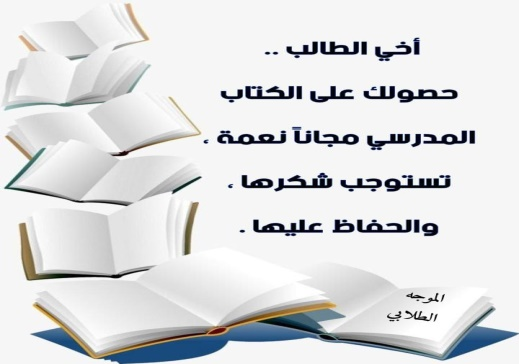 أخي الطالب ..
حصولك على الكتاب
المدرسي مجاناً نعمة ،
تستوجب شكرها ،
والحفاظ عليها .
الموجه
الطلابي